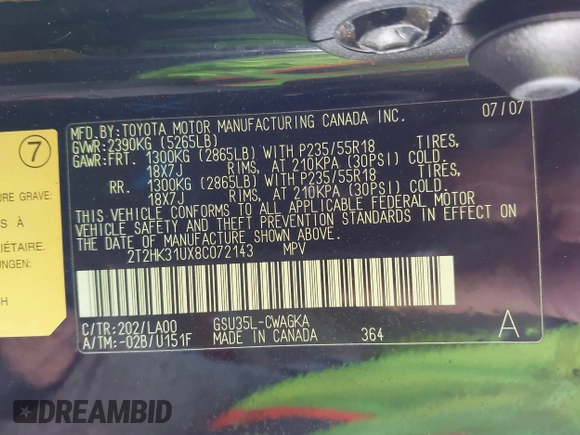 MFD.BY:TOYOTA MOTOR MANUFACTURING CANADA INC.
07/07
GVWR:2390KG (5265LB)
GAWR:FRT. 1300KG (2865LB) WITH P235/55R18 TIRES,
18X7J RIMS, AT 210KPA (30PSI) COLD.
RR. 1300KG (2865LB) WITH P235/55R18 TIRES,
18X7J RIMS, AT 210KPA (30PSI) COLD.
THIS VEHICLE CONFORMS TO ALL APPLICABLE FEDERAL MOTOR
VEHICLE SAFETY AND THEFT PREVENTION STANDARDS IN EFFECT ON
THE DATE OF MANUFACTURE SHOWN ABOVE.
2T2HK31UX8C072143 MPV
C/TR:202/LA00 GSU35L-CWAGKA
A/TM:-02B/U151F MADE IN CANADA 364 A
7
URE GRAVE:
S À
IÉTAIRE.
UNGEN:
H
DREAMBID